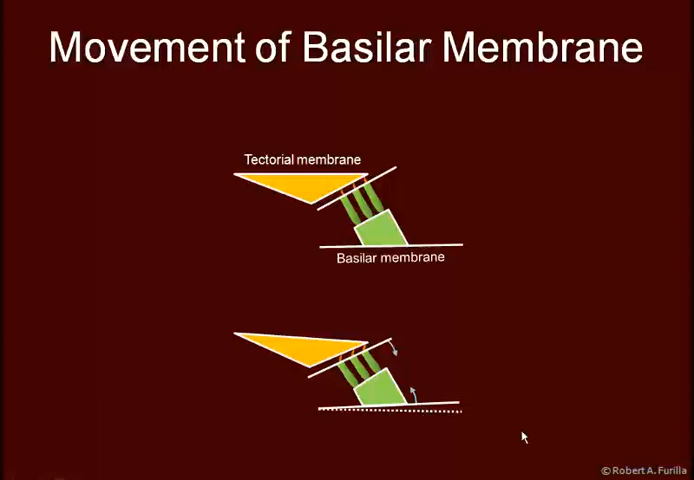 Movement of Basilar Membrane
Tectorial membrane
Basilar membrane
© Robert A. Furilla